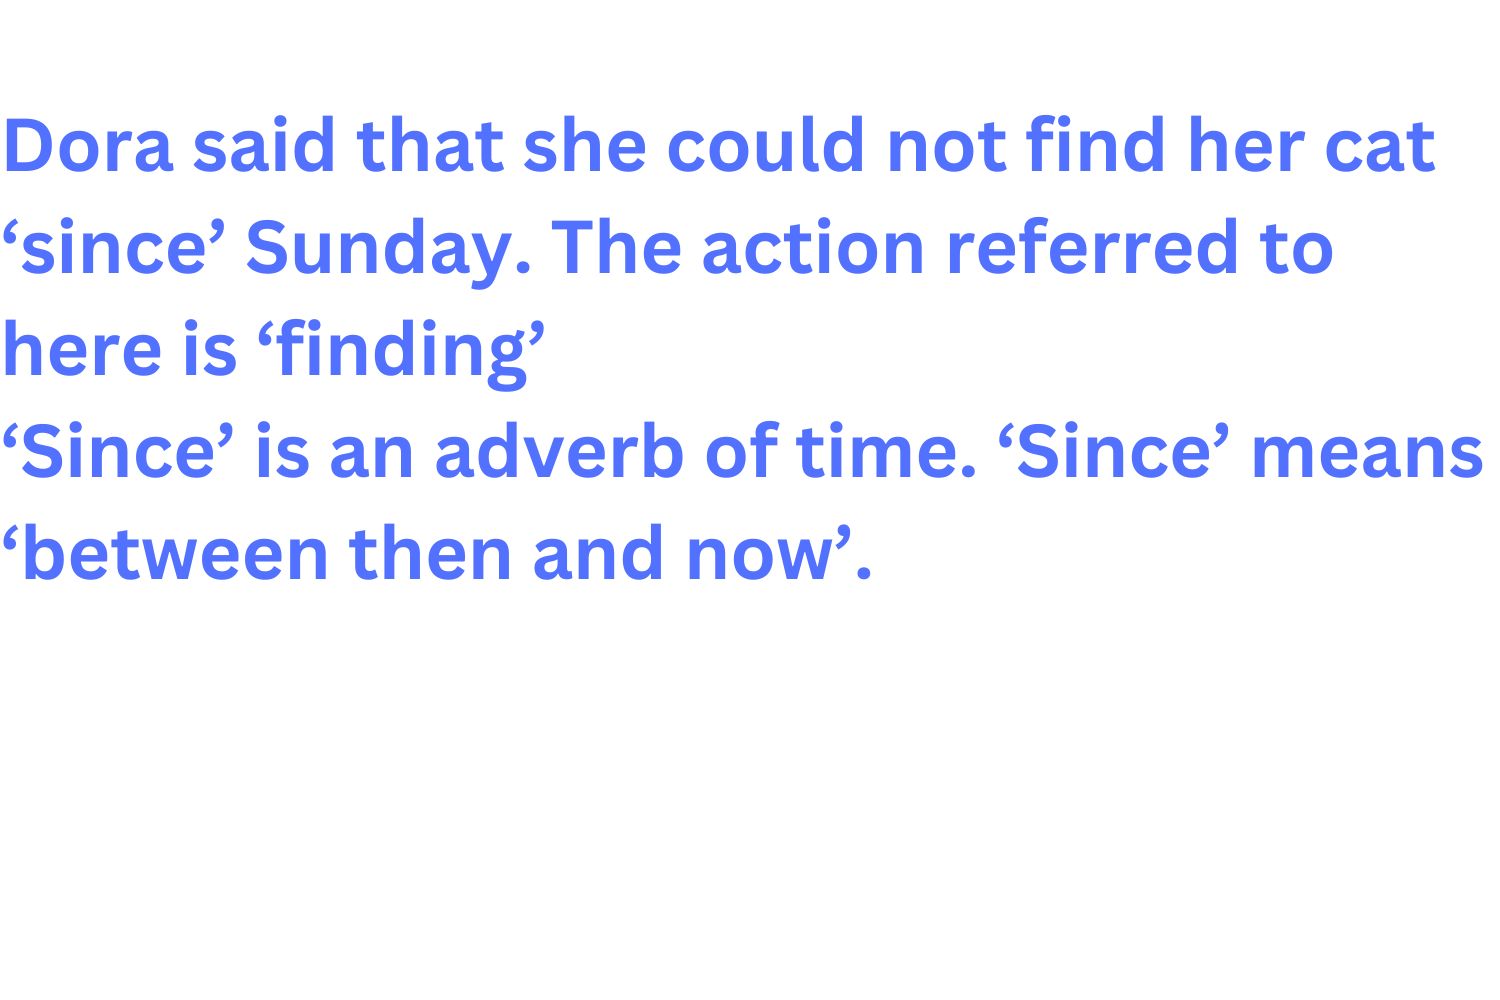 Dora said that she could not find her cat
‘since’ Sunday. The action referred to
here is ‘finding’
‘Since’ is an adverb of time. ‘Since’ means
‘between then and now’.